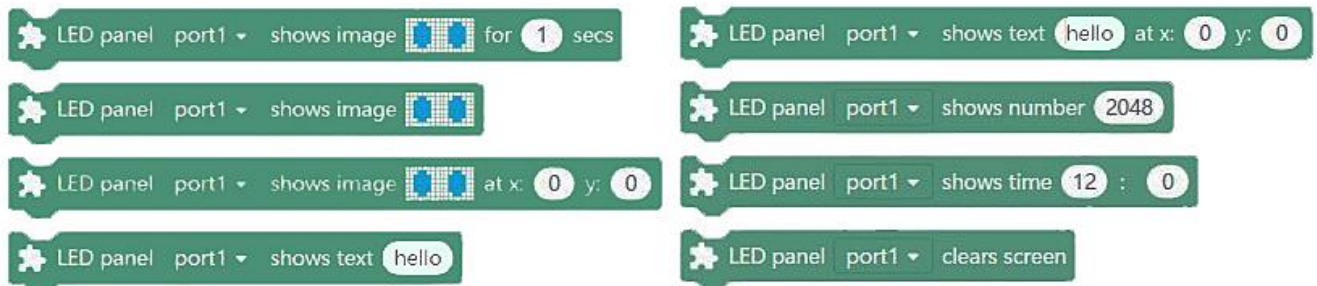 LED panel port1 shows image for 1 secs
LED panel port1 shows image
LED panel port1 shows image at x: 0 y: 0
LED panel port1 shows text hello
LED panel port1 shows text hello at x: 0 y: 0
LED panel port1 shows number 2048
LED panel port1 shows time 12 : 0
LED panel port1 clears screen